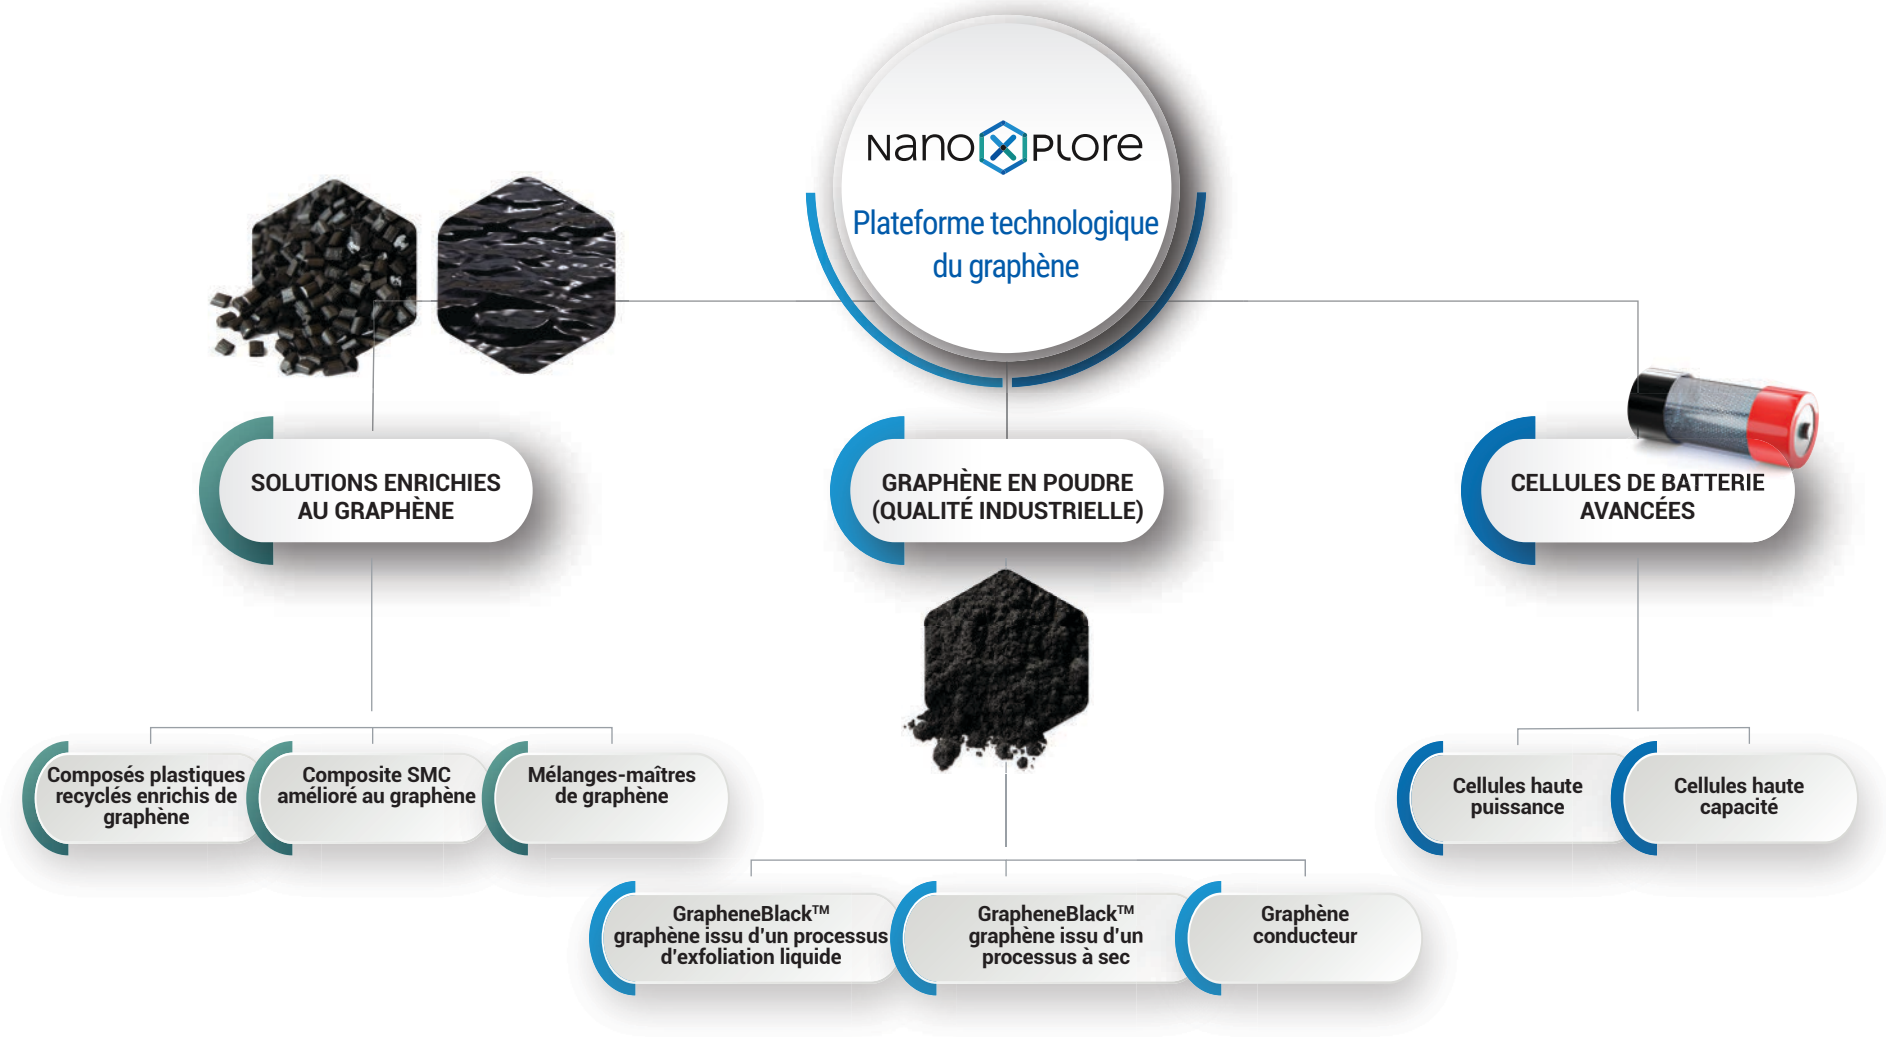 NanoXplore
Plateforme technologique
du graphène
SOLUTIONS ENRICHIES
AU GRAPHÈNE
GRAPHÈNE EN POUDRE
(QUALITÉ INDUSTRIELLE)
CELLULES DE BATTERIE
AVANCÉES
Composés plastiques
recyclés enrichis de
graphène
Composite SMC
amélioré au graphène
Mélanges-maîtres
de graphène
Cellules haute
puissance
Cellules haute
capacité
GrapheneBlack™
graphène issu d'un processus
d'exfoliation liquide
GrapheneBlack™
graphène issu d'un
processus à sec
Graphène
conducteur